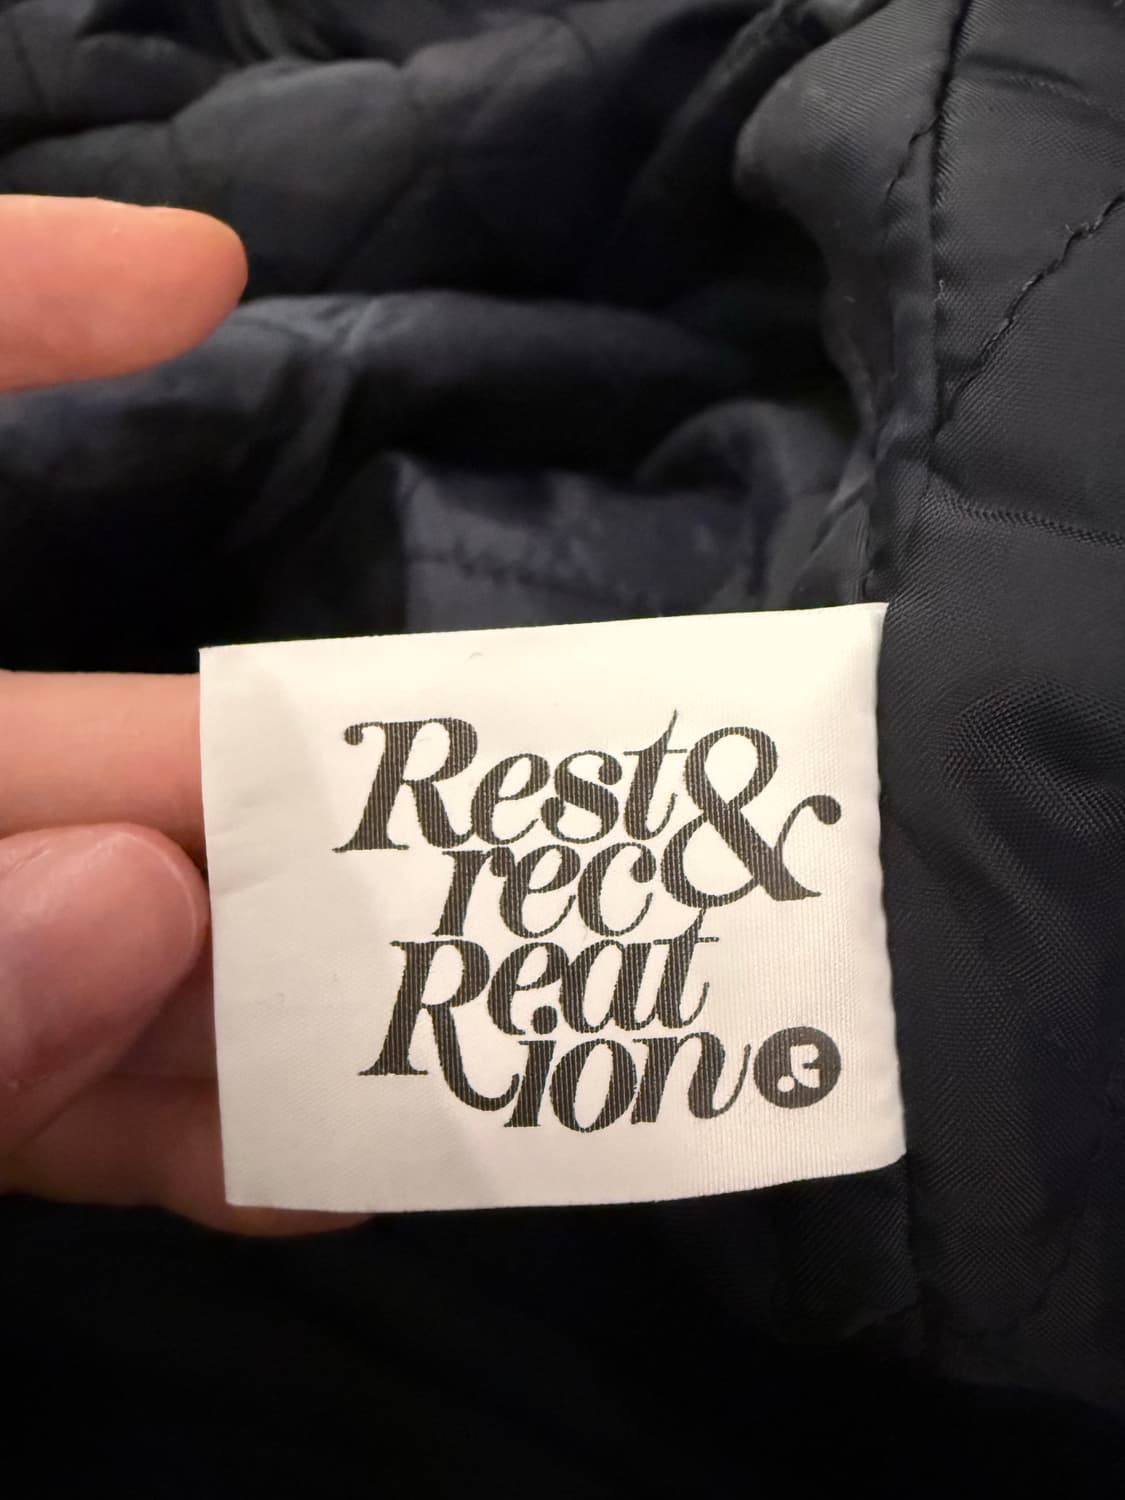 Rest &
rec
Reat
ion